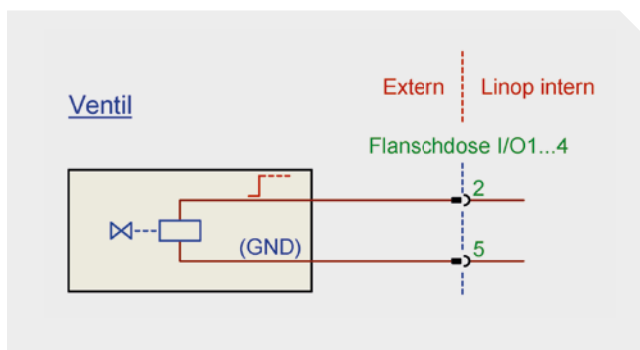 Extern Linop intern
Ventil
Flanschdose I/O1...4
2
(GND)
5